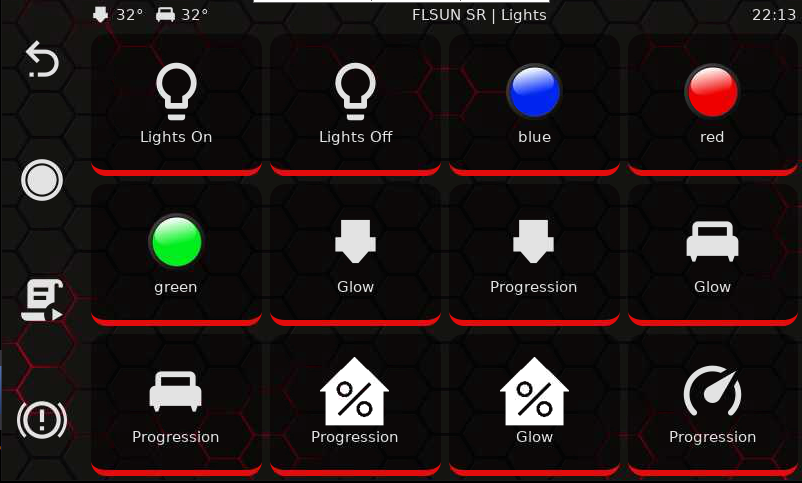 32° 32° FLSUN SR | Lights 22:13
Lights On Lights Off blue red
green Glow Progression Glow
Progression Progression Glow Progression